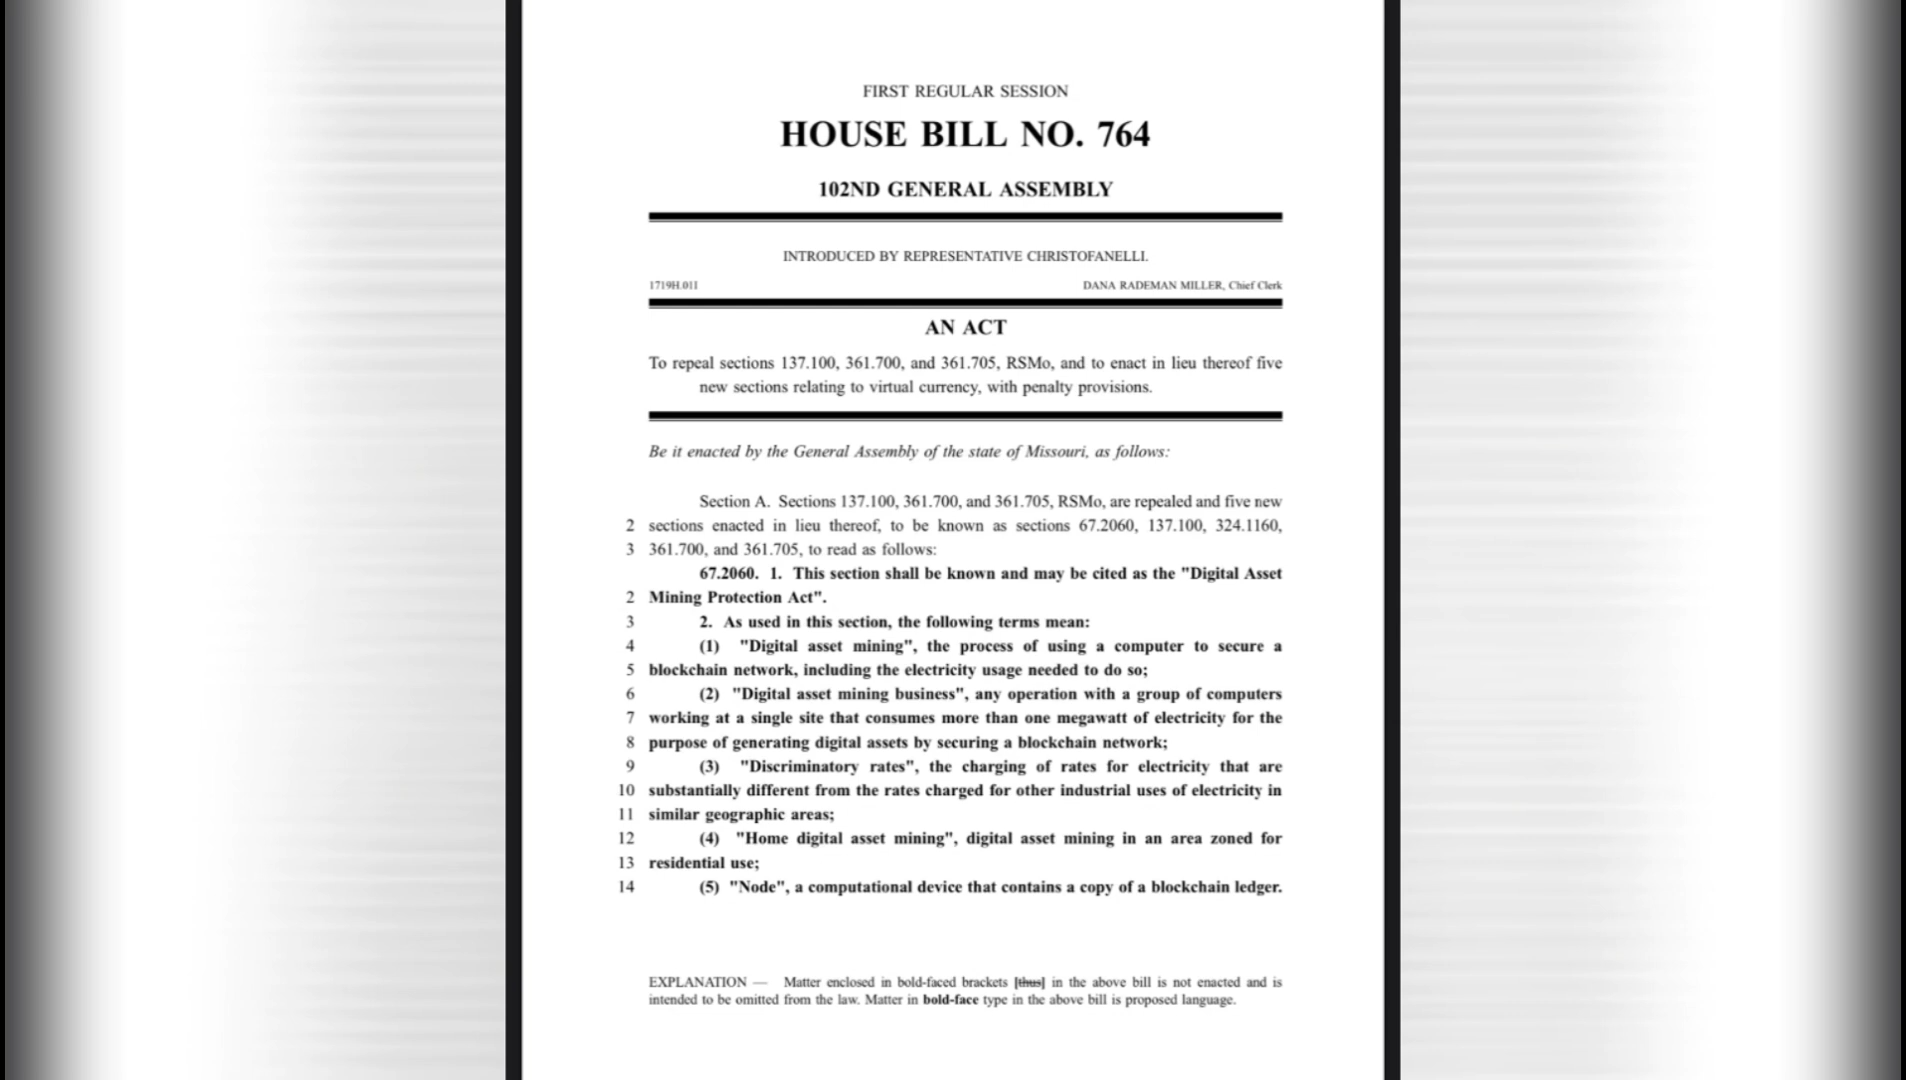 FIRST REGULAR SESSION
HOUSE BILL NO. 764
102ND GENERAL ASSEMBLY
INTRODUCED BY REPRESENTATIVE CHRISTOFANELLI.
1719H.01I DANA RADEMAN MILLER, Chief Clerk
AN ACT
To repeal sections 137.100, 361.700, and 361.705, RSMo, and to enact in lieu thereof five
new sections relating to virtual currency, with penalty provisions.
Be it enacted by the General Assembly of the state of Missouri, as follows:
Section A. Sections 137.100, 361.700, and 361.705, RSMo, are repealed and five new
2 sections enacted in lieu thereof, to be known as sections 67.2060, 137.100, 324.1160,
3 361.700, and 361.705, to read as follows:
67.2060. 1. This section shall be known and may be cited as the "Digital Asset
2 Mining Protection Act".
3 2. As used in this section, the following terms mean:
4 (1) "Digital asset mining", the process of using a computer to secure a
5 blockchain network, including the electricity usage needed to do so;
6 (2) "Digital asset mining business", any operation with a group of computers
7 working at a single site that consumes more than one megawatt of electricity for the
8 purpose of generating digital assets by securing a blockchain network;
9 (3) "Discriminatory rates", the charging of rates for electricity that are
10 substantially different from the rates charged for other industrial uses of electricity in
11 similar geographic areas;
12 (4) "Home digital asset mining", digital asset mining in an area zoned for
13 residential use;
14 (5) "Node", a computational device that contains a copy of a blockchain ledger.
EXPLANATION — Matter enclosed in bold-faced brackets [thus] in the above bill is not enacted and is
intended to be omitted from the law. Matter in bold-face type in the above bill is proposed language.